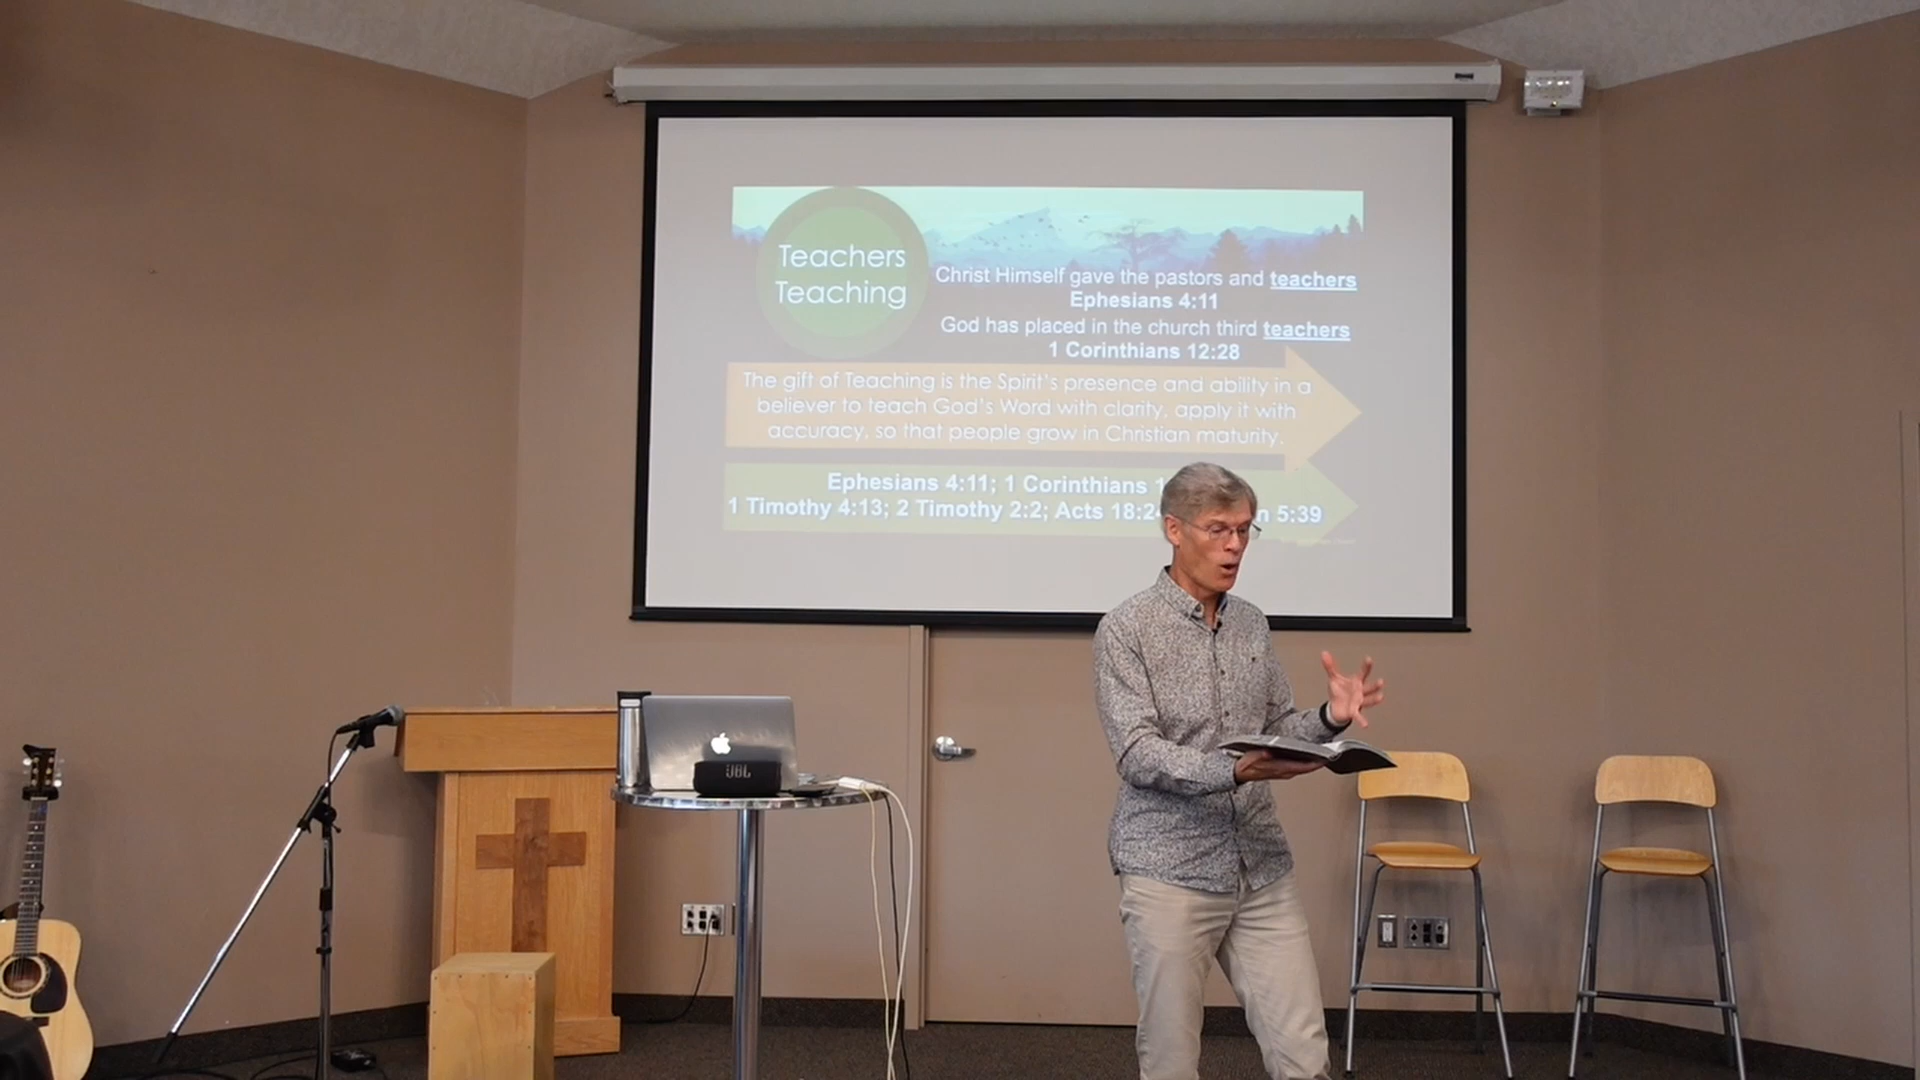 Teachers
Teaching
Christ Himself gave the pastors and teachers
Ephesians 4:11
God has placed in the church third teachers
1 Corinthians 12:28
The gift of Teaching is the Spirit's presence and ability in a
believer to teach God's Word with clarity, apply it with
accuracy, so that people grow in Christian maturity.
Ephesians 4:11; 1 Corinthians
1 Timothy 4:13; 2 Timothy 2:2; Acts 5:39
JBL